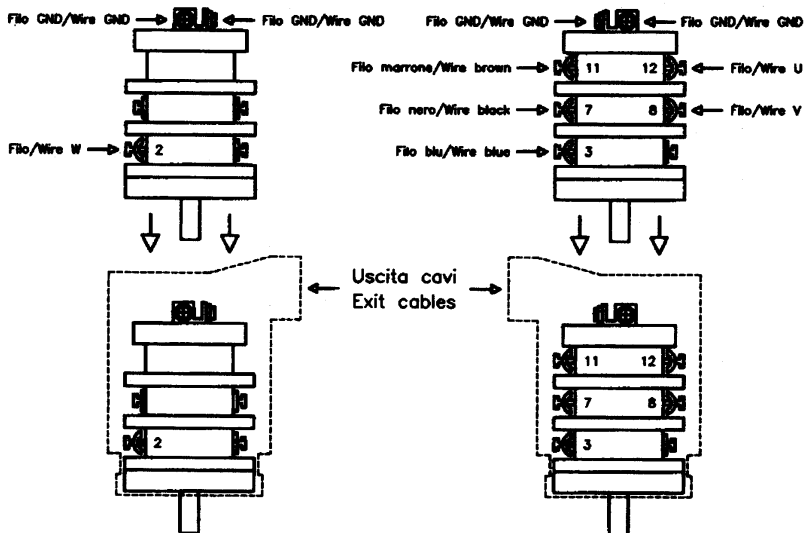 Filo GND/Wire GND
Filo GND/Wire GND
Filo GND/Wire GND
Filo GND/Wire GND
Filo marrone/Wire brown
11
12
Filo/Wire U
Filo nero/Wire black
7
8
Filo/Wire V
Filo/Wire W
2
Filo blu/Wire blue
3
Uscita cavi
Exit cables
11
12
7
8
2
3